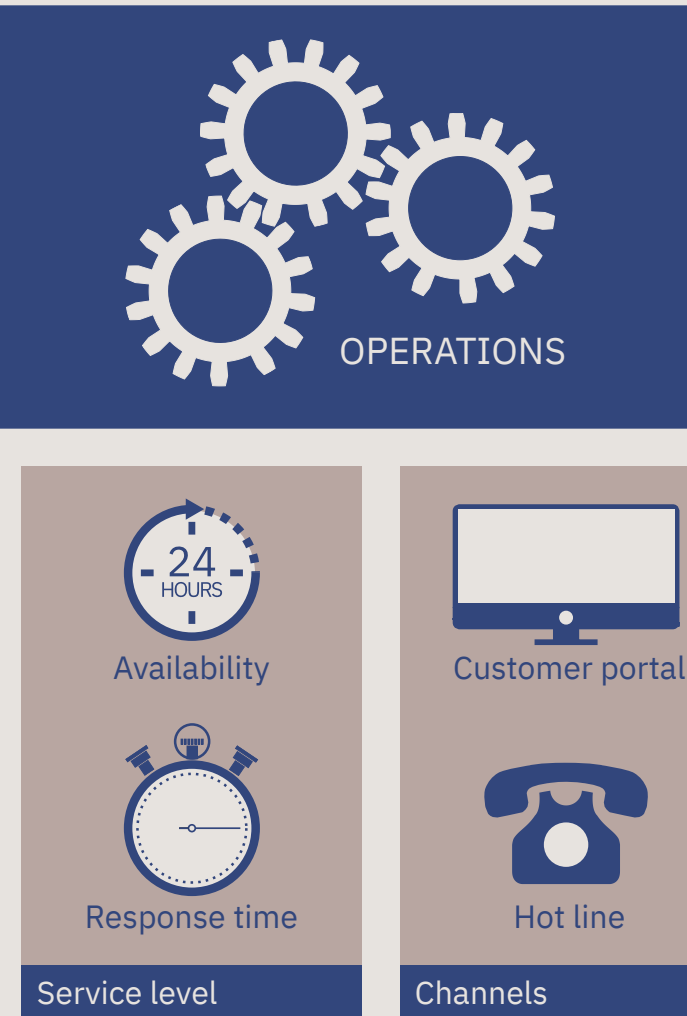 OPERATIONS
24
HOURS
Availability
Response time
Service level
Customer portal
Hot line
Channels